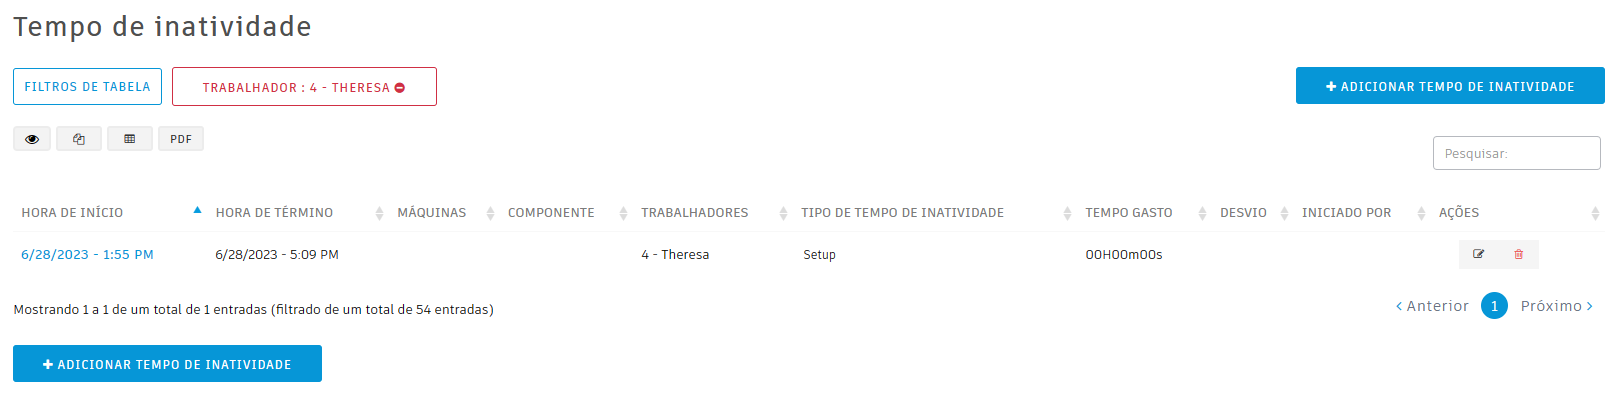 Tempo de inatividade
FILTROS DE TABELA TRABALHADOR : 4 - THERESA ADICIONAR TEMPO DE INATIVIDADE
PDF
Pesquisar:
HORA DE INÍCIO HORA DE TÉRMINO MÁQUINAS COMPONENTE TRABALHADORES TIPO DE TEMPO DE INATIVIDADE TEMPO GASTO DESVIO INICIADO POR AÇÕES
6/28/2023 - 1:55 PM 6/28/2023 - 5:09 PM 4 - Theresa Setup 00H00m00s
Mostrando 1 a 1 de um total de 1 entradas (filtrado de um total de 54 entradas) Anterior 1 Próximo
ADICIONAR TEMPO DE INATIVIDADE